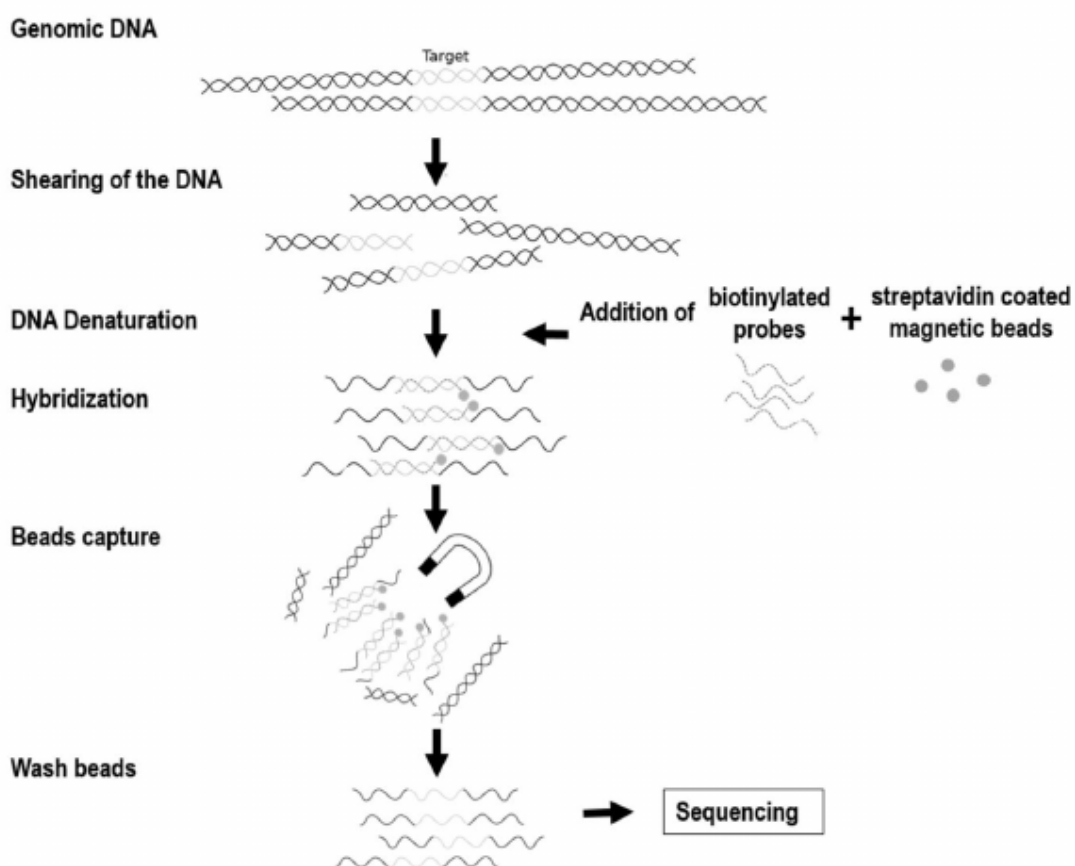 Genomic DNA
Target
Shearing of the DNA
DNA Denaturation
Addition of biotinylated probes + streptavidin coated magnetic beads
Hybridization
Beads capture
Wash beads
Sequencing